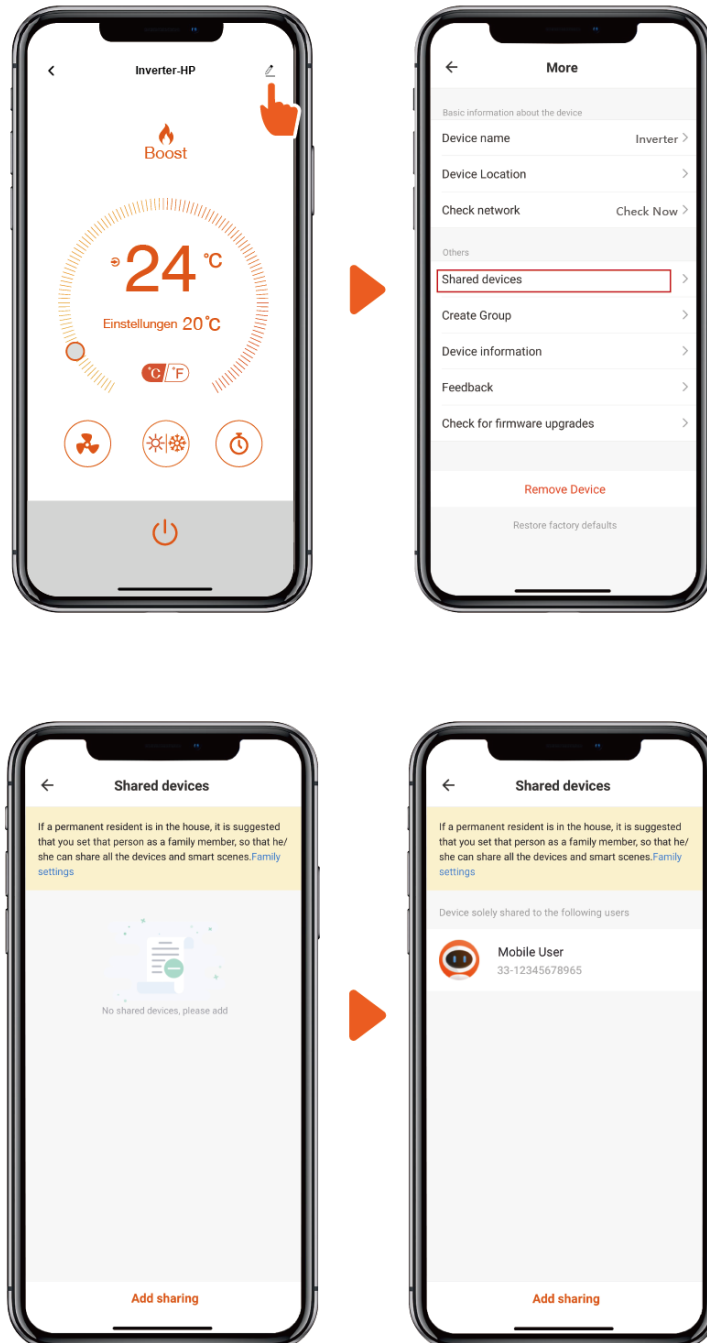 Inverter-HP
Boost
24 °C
Einstellungen 20°C
°C/°F
More
Basic information about the device
Device name Inverter >
Device Location >
Check network Check Now >
Others
Shared devices >
Create Group >
Device information >
Feedback >
Check for firmware upgrades >
Remove Device
Restore factory defaults
Shared devices
If a permanent resident is in the house, it is suggested
that you set that person as a family member, so that he/
she can share all the devices and smart scenes.Family
settings
No shared devices, please add
Add sharing
Shared devices
If a permanent resident is in the house, it is suggested
that you set that person as a family member, so that he/
she can share all the devices and smart scenes.Family
settings
Device solely shared to the following users
Mobile User
33-12345678965
Add sharing